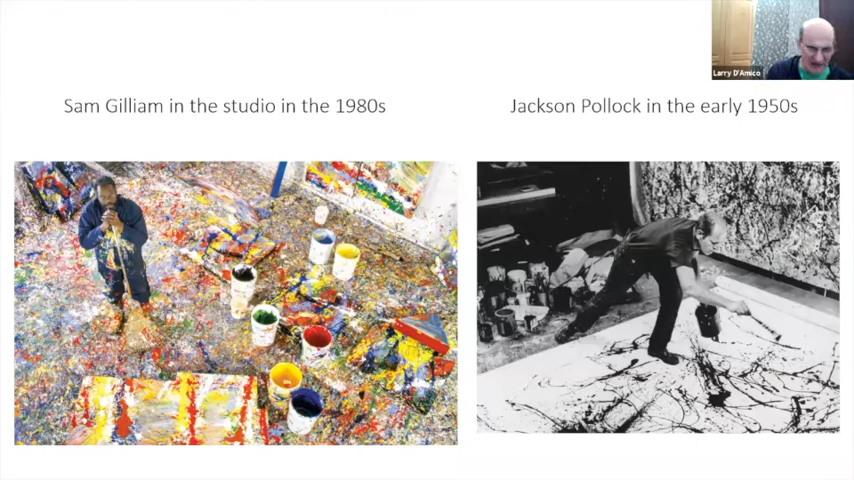 Larry D'Amico
Sam Gilliam in the studio in the 1980s
Jackson Pollock in the early 1950s